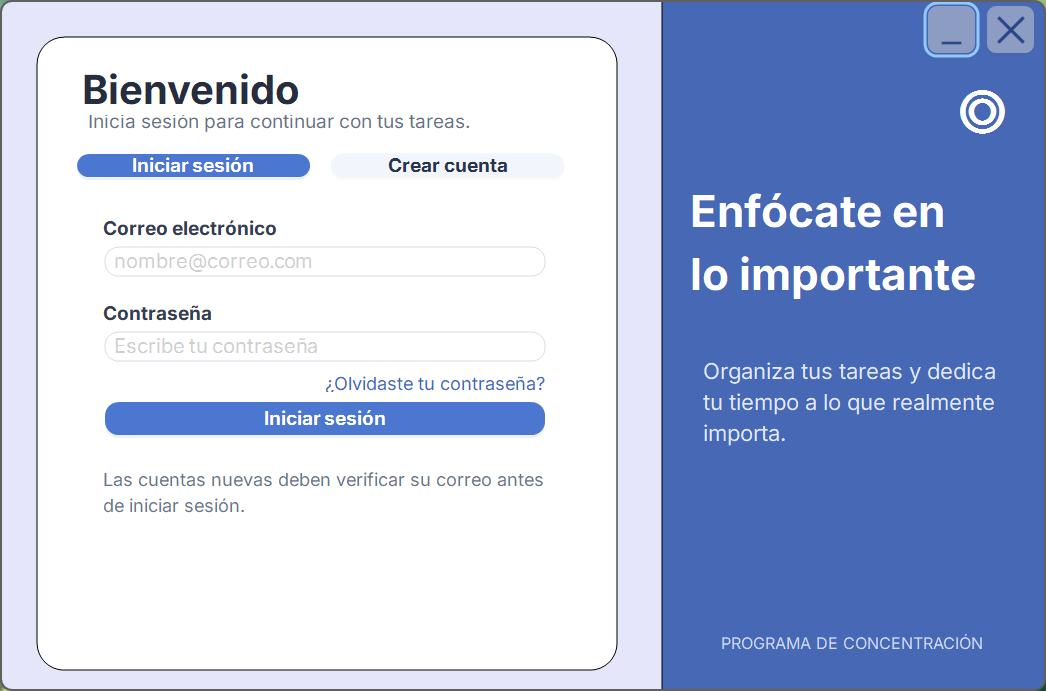 Bienvenido
Inicia sesión para continuar con tus tareas.
Iniciar sesión
Crear cuenta
Correo electrónico
nombre@correo.com
Contraseña
Escribe tu contraseña
¿Olvidaste tu contraseña?
Iniciar sesión
Las cuentas nuevas deben verificar su correo antes
de iniciar sesión.
Enfócate en
lo importante
Organiza tus tareas y dedica
tu tiempo a lo que realmente
importa.
PROGRAMA DE CONCENTRACIÓN